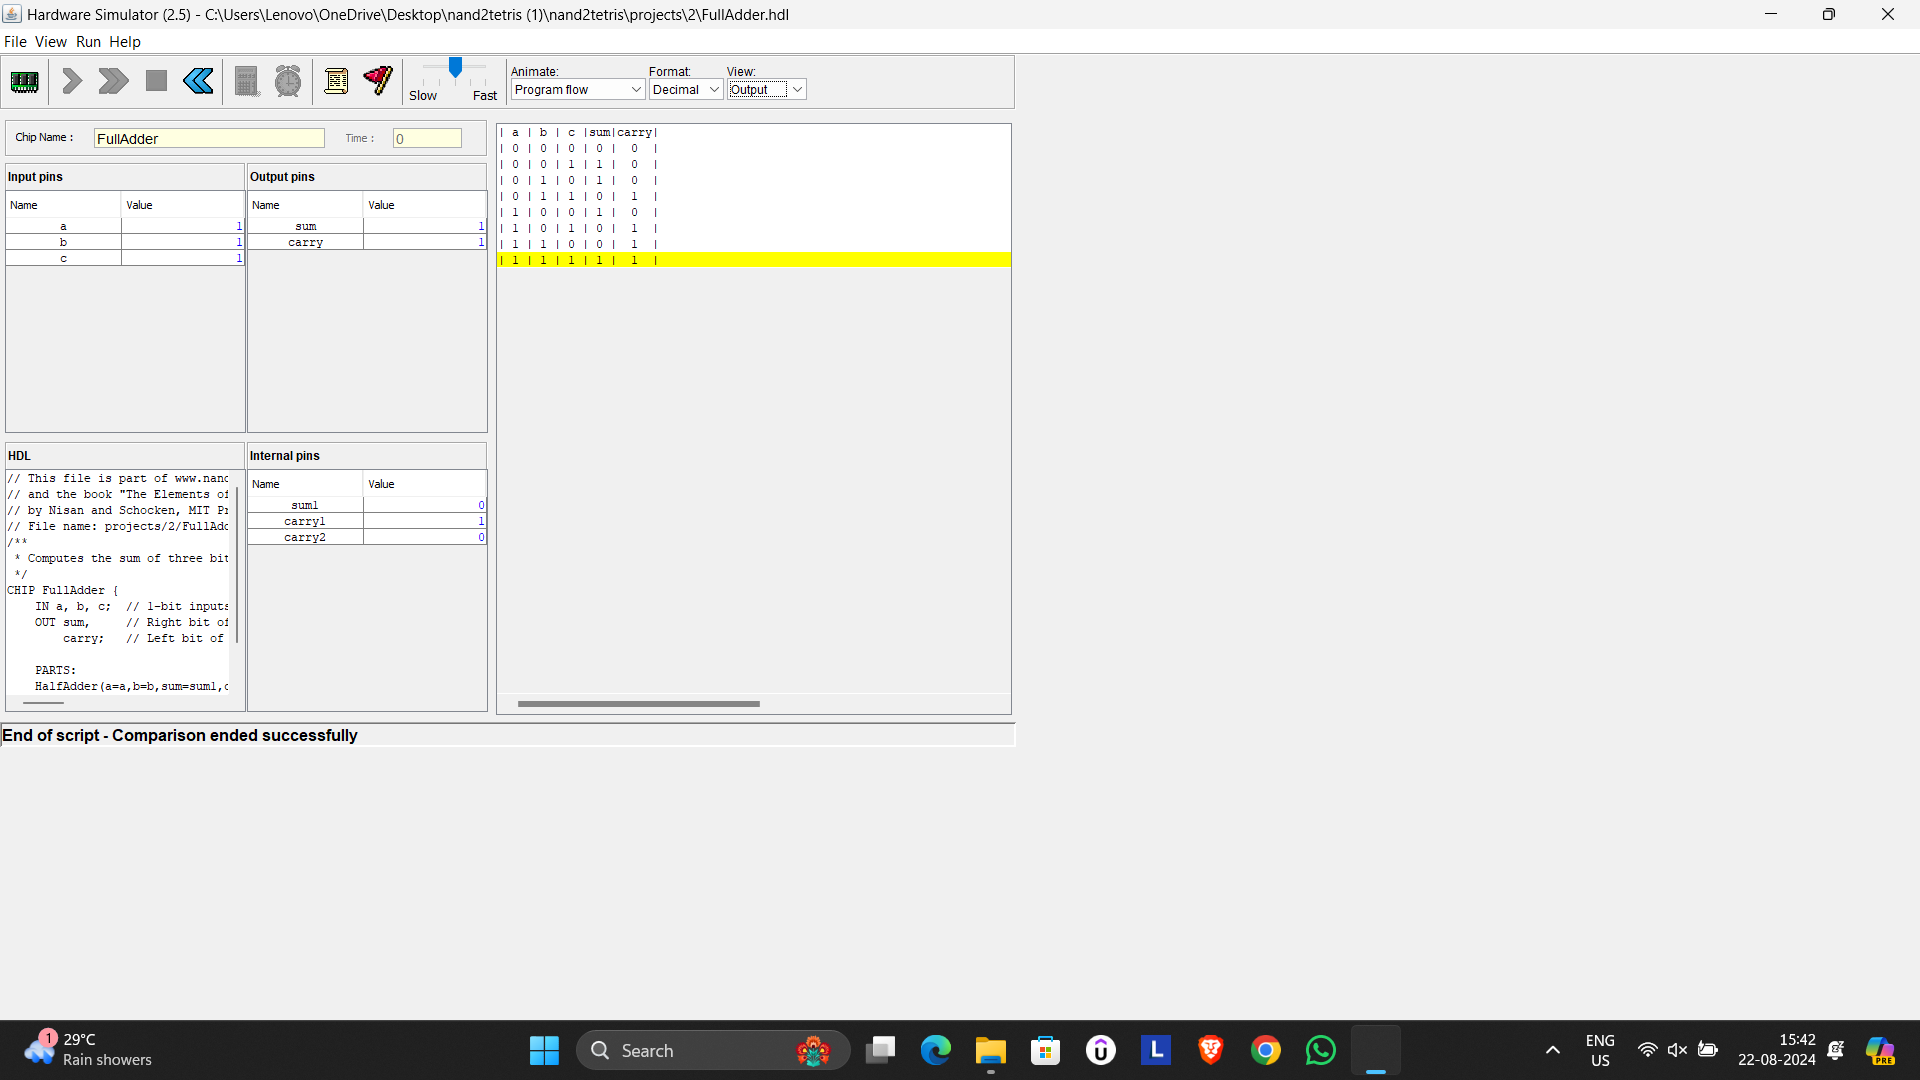 Hardware Simulator (2.5) - C:\Users\Lenovo\OneDrive\Desktop\nand2tetris (1)\nand2tetris\projects\2\FullAdder.hdl
File View Run Help
Slow Fast
Animate: Format: View:
Program flow Decimal Output
Chip Name : FullAdder Time : 0
Input pins
Name Value
a 1
b 1
c 1
Output pins
Name Value
sum 1
carry 1
| a | b | c |sum|carry|
| 0 | 0 | 0 | 0 | 0 |
| 0 | 0 | 1 | 1 | 0 |
| 0 | 1 | 0 | 1 | 0 |
| 0 | 1 | 1 | 0 | 1 |
| 1 | 0 | 0 | 1 | 0 |
| 1 | 0 | 1 | 0 | 1 |
| 1 | 1 | 0 | 0 | 1 |
| 1 | 1 | 1 | 1 | 1 |
HDL
// This file is part of www.nand
// and the book "The Elements of
// by Nisan and Schocken, MIT Pr
// File name: projects/2/FullAdd
/**
* Computes the sum of three bit
*/
CHIP FullAdder {
IN a, b, c; // 1-bit inputs
OUT sum, // Right bit of
carry; // Left bit of
PARTS:
HalfAdder(a=a,b=b,sum=sum1,c
Internal pins
Name Value
sum1 0
carry1 1
carry2 0
End of script - Comparison ended successfully
1
29°C
Rain showers
Search
L
ENG
US
15:42
22-08-2024
PRE